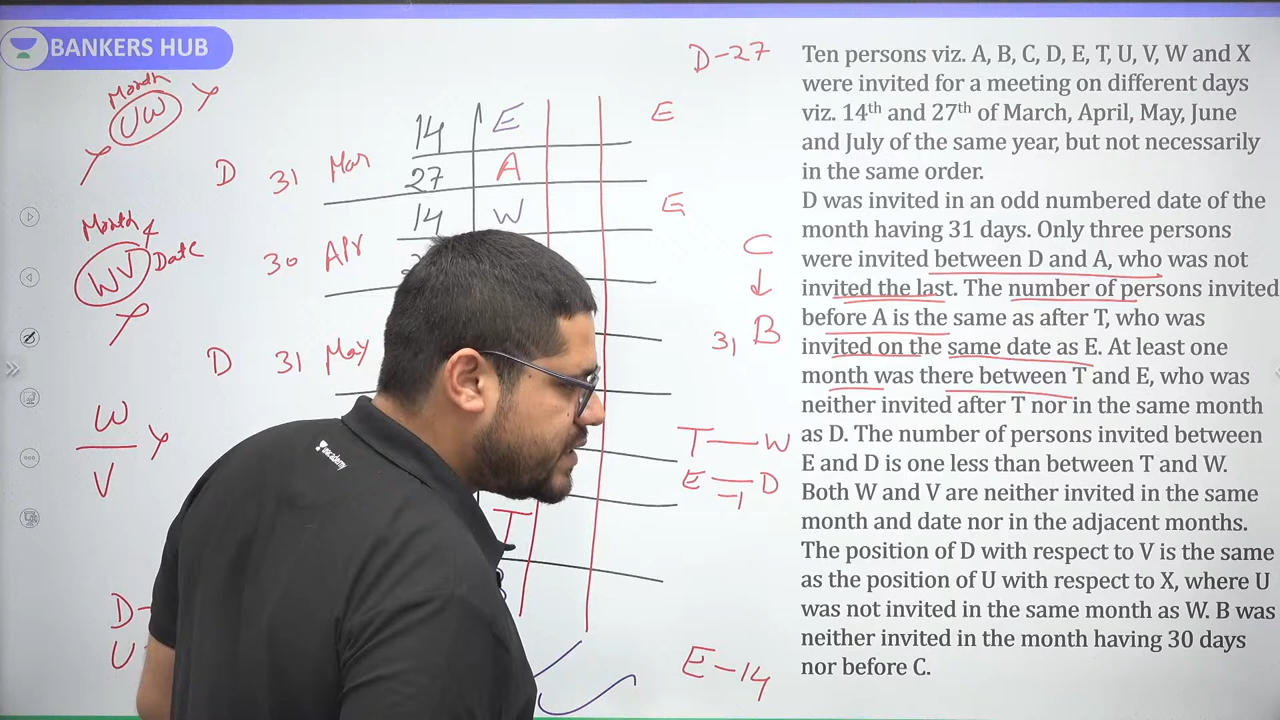 BANKERS HUB
Month
UW
D
31 Mar
14 E
27 A
30 Apr
14 W
Month &
WV Date
D 31 May
W
V
T
D-
U
unacademy
D-27
E
E
C
↓
31 B
T — W
E — D
-1
E-14
Ten persons viz. A, B, C, D, E, T, U, V, W and X
were invited for a meeting on different days
viz. 14th and 27th of March, April, May, June
and July of the same year, but not necessarily
in the same order.
D was invited in an odd numbered date of the
month having 31 days. Only three persons
were invited between D and A, who was not
invited the last. The number of persons invited
before A is the same as after T, who was
invited on the same date as E. At least one
month was there between T and E, who was
neither invited after T nor in the same month
as D. The number of persons invited between
E and D is one less than between T and W.
Both W and V are neither invited in the same
month and date nor in the adjacent months.
The position of D with respect to V is the same
as the position of U with respect to X, where U
was not invited in the same month as W. B was
neither invited in the month having 30 days
nor before C.